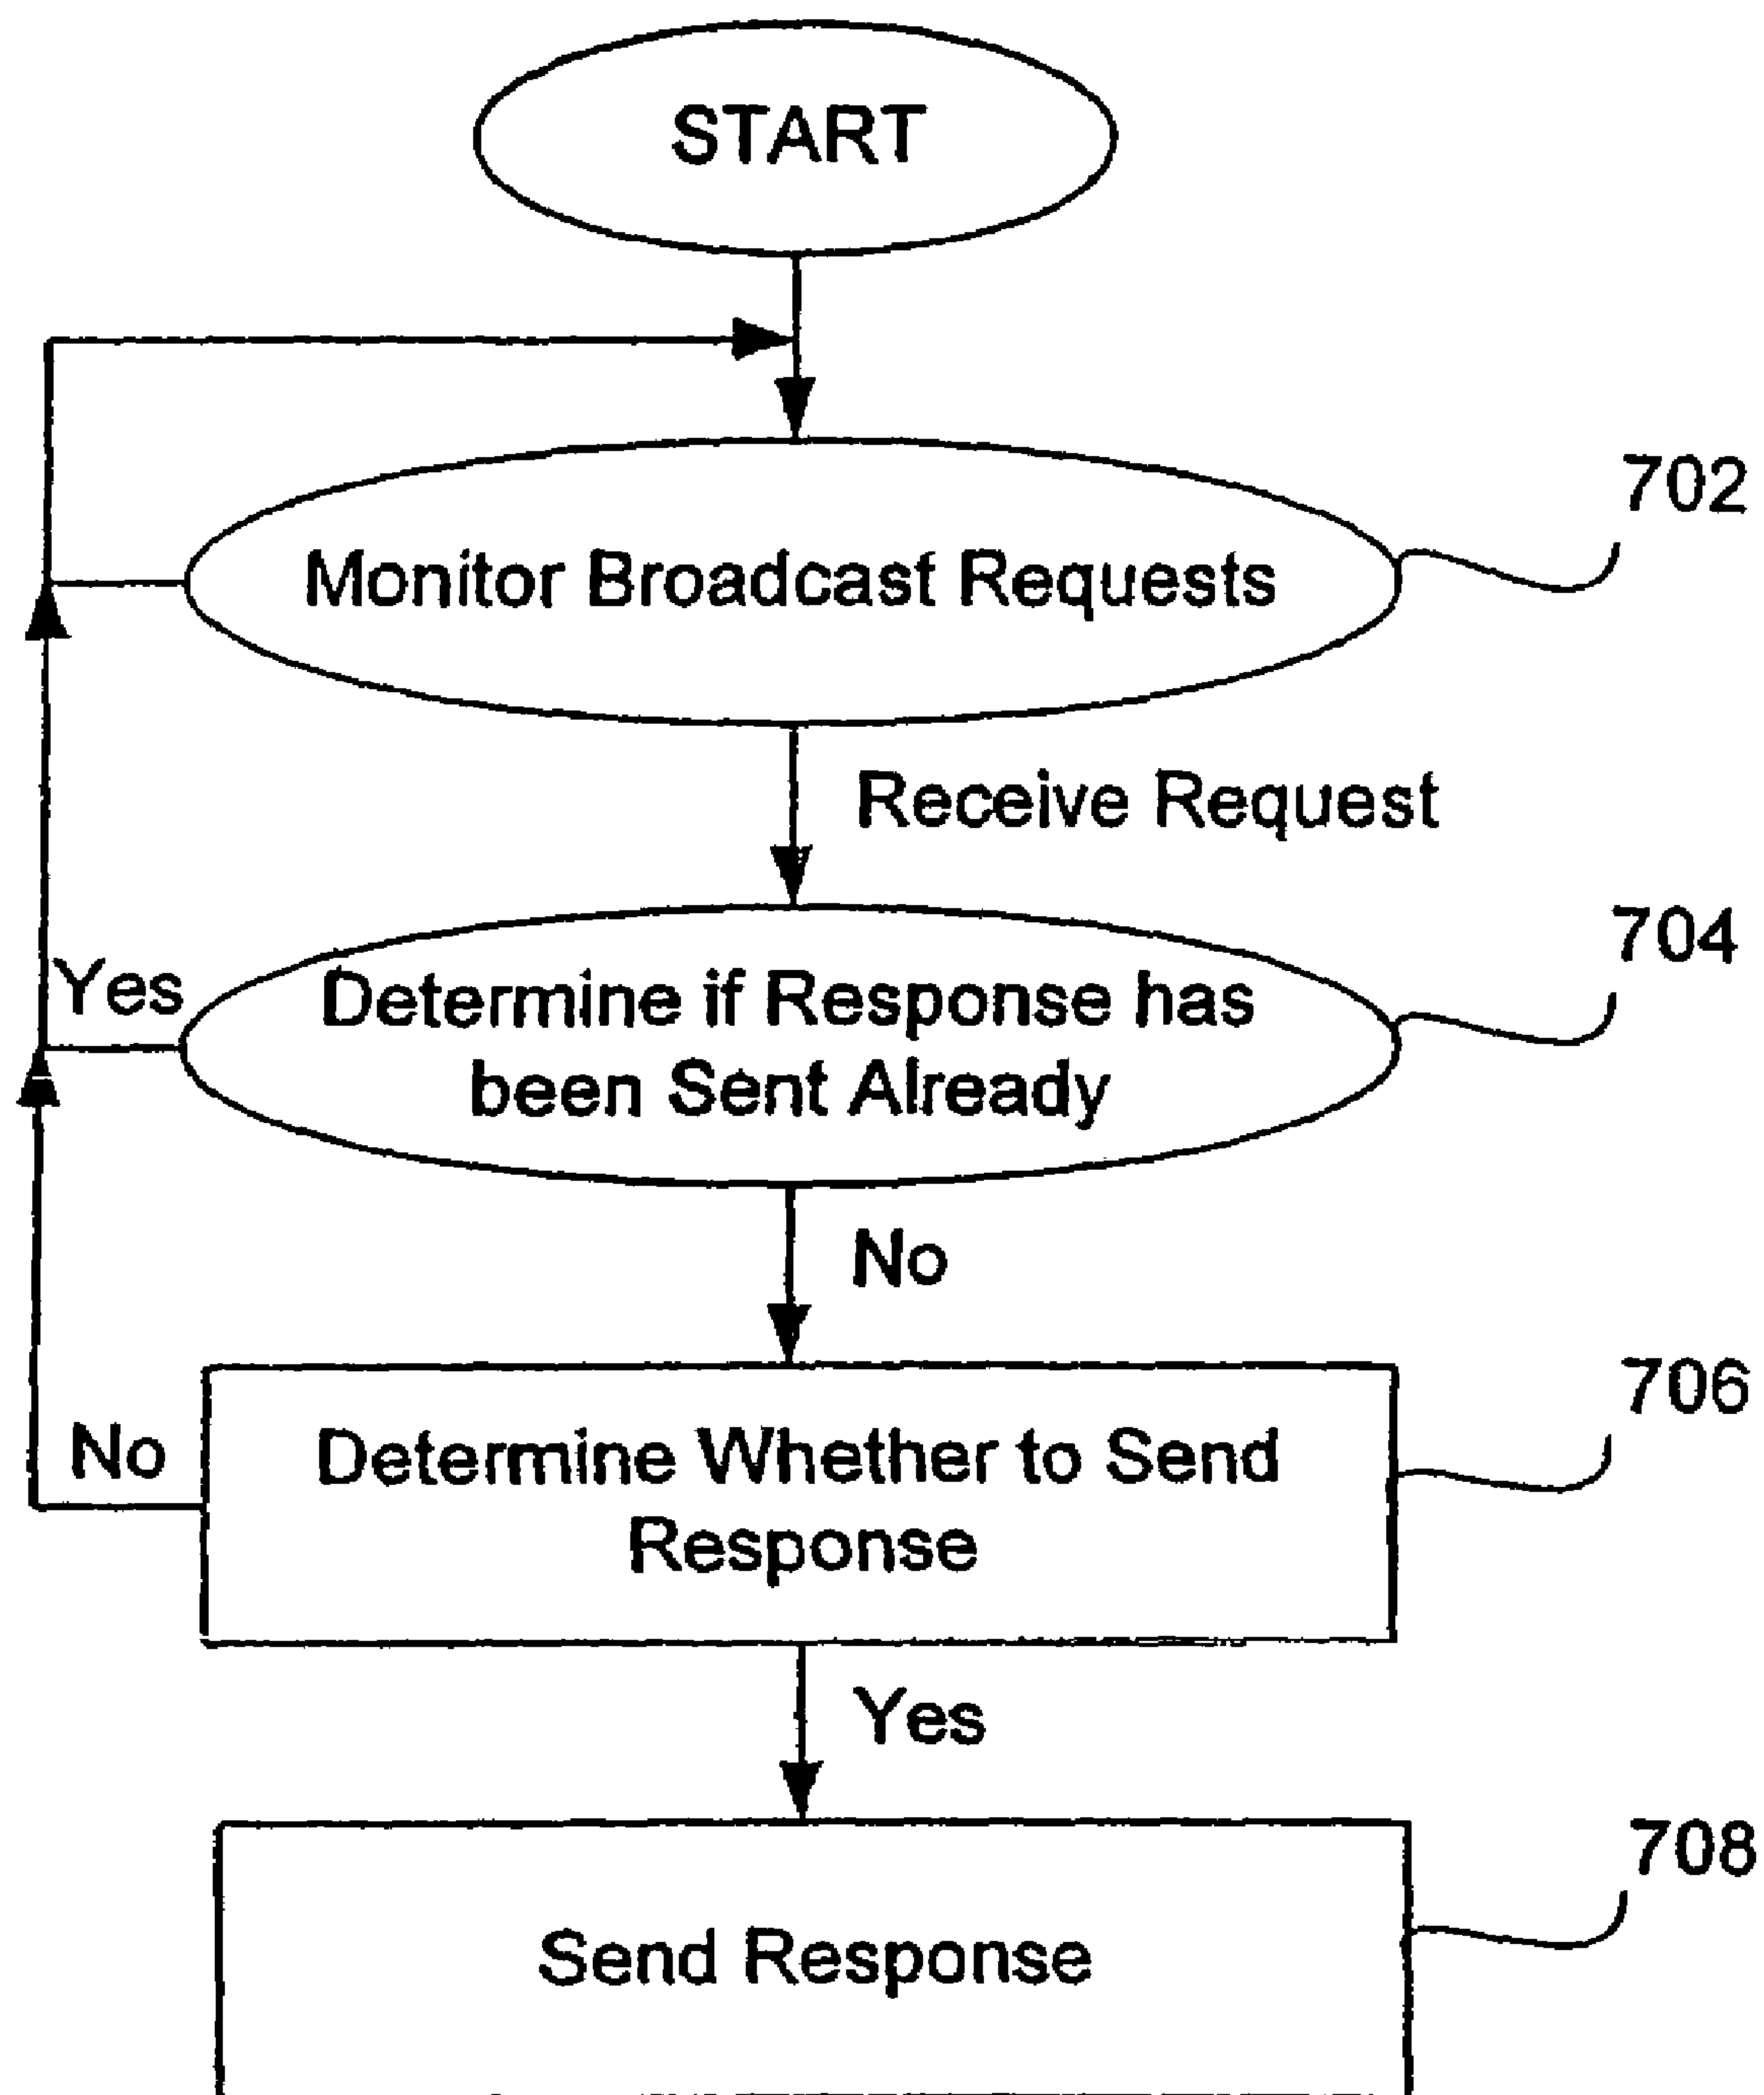 START
702
Monitor Broadcast Requests
Receive Request
704
Yes
Determine if Response has
been Sent Already
No
706
No
Determine Whether to Send
Response
Yes
708
Send Response